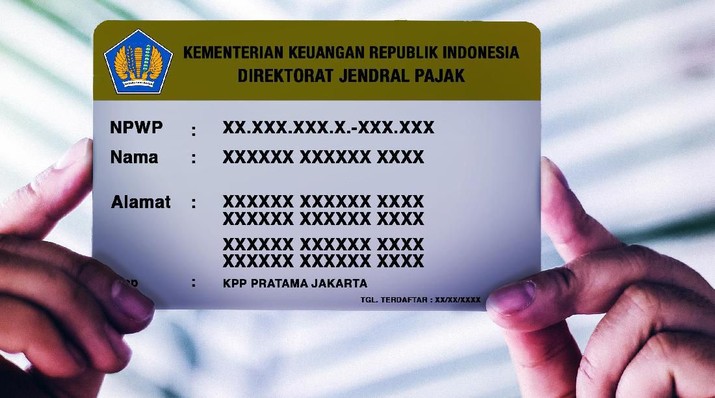 KEMENTERIAN KEUANGAN REPUBLIK INDONESIA
DIREKTORAT JENDRAL PAJAK
NPWP : XX.XXX.XXX.X.-XXX.XXX
Nama : XXXXXX XXXXXX XXXX
Alamat : XXXXXX XXXXXX XXXX
XXXXXX XXXXXX XXXX
XXXXXX XXXXXX XXXX
XXXXXX XXXXXX XXXX
: KPP PRATAMA JAKARTA
TGL. TERDAFTAR : XX/XX/XXXX